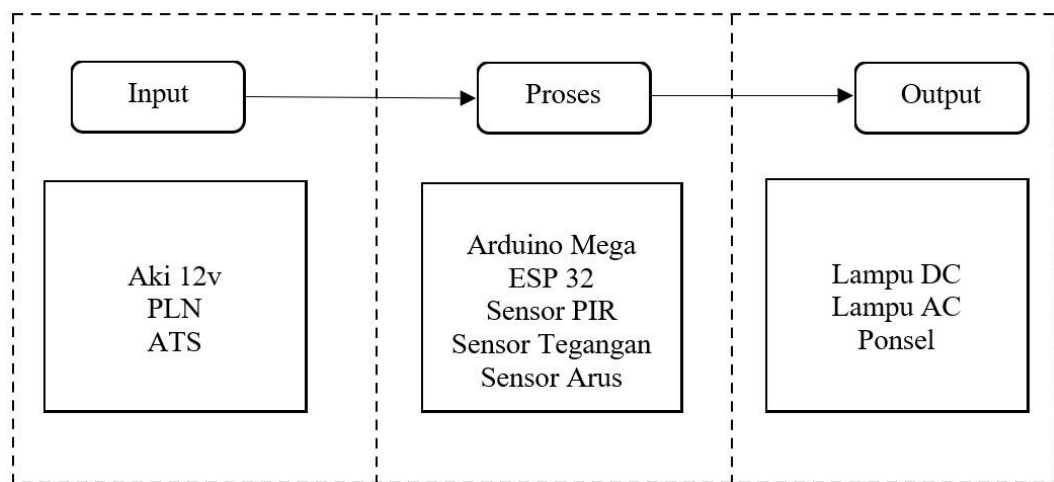 Input
Proses
Output
Aki 12v
PLN
ATS
Arduino Mega
ESP 32
Sensor PIR
Sensor Tegangan
Sensor Arus
Lampu DC
Lampu AC
Ponsel